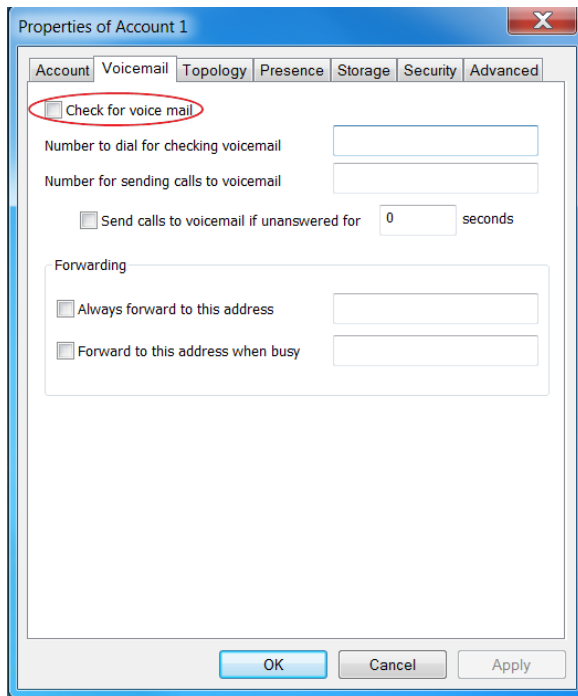 Properties of Account 1
Account Voicemail Topology Presence Storage Security Advanced
Check for voice mail
Number to dial for checking voicemail
Number for sending calls to voicemail
Send calls to voicemail if unanswered for 0 seconds
Forwarding
Always forward to this address
Forward to this address when busy
OK Cancel Apply